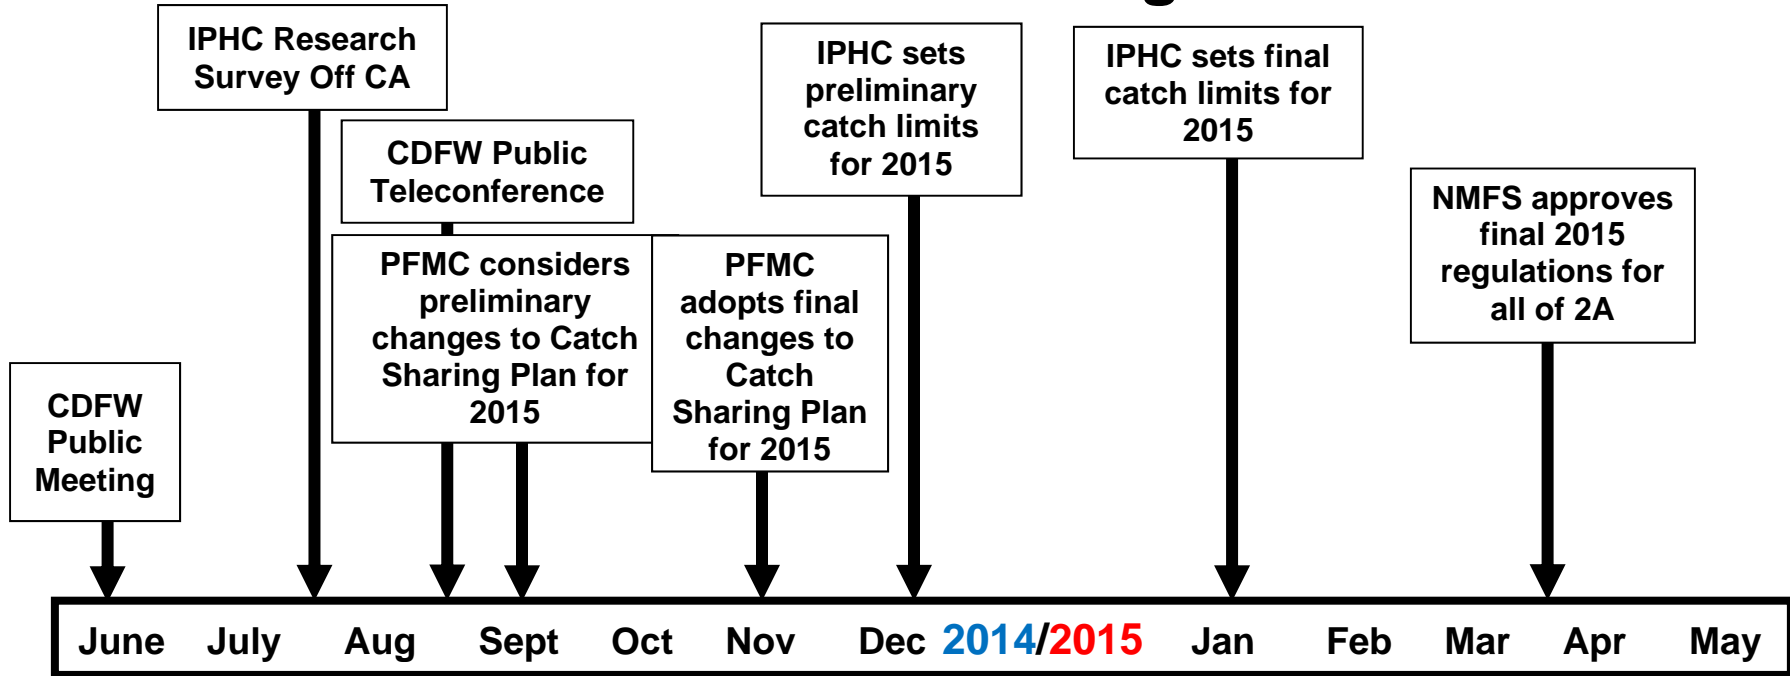 IPHC Research
Survey Off CA
CDFW Public
Teleconference
IPHC sets
preliminary
catch limits
for 2015
IPHC sets final
catch limits for
2015
NMFS approves
final 2015
regulations for
all of 2A
PFMC considers
preliminary
changes to Catch
Sharing Plan for
2015
PFMC
adopts final
changes to
Catch
Sharing Plan
for 2015
CDFW
Public
Meeting
June July Aug Sept Oct Nov Dec 2014/2015 Jan Feb Mar Apr May